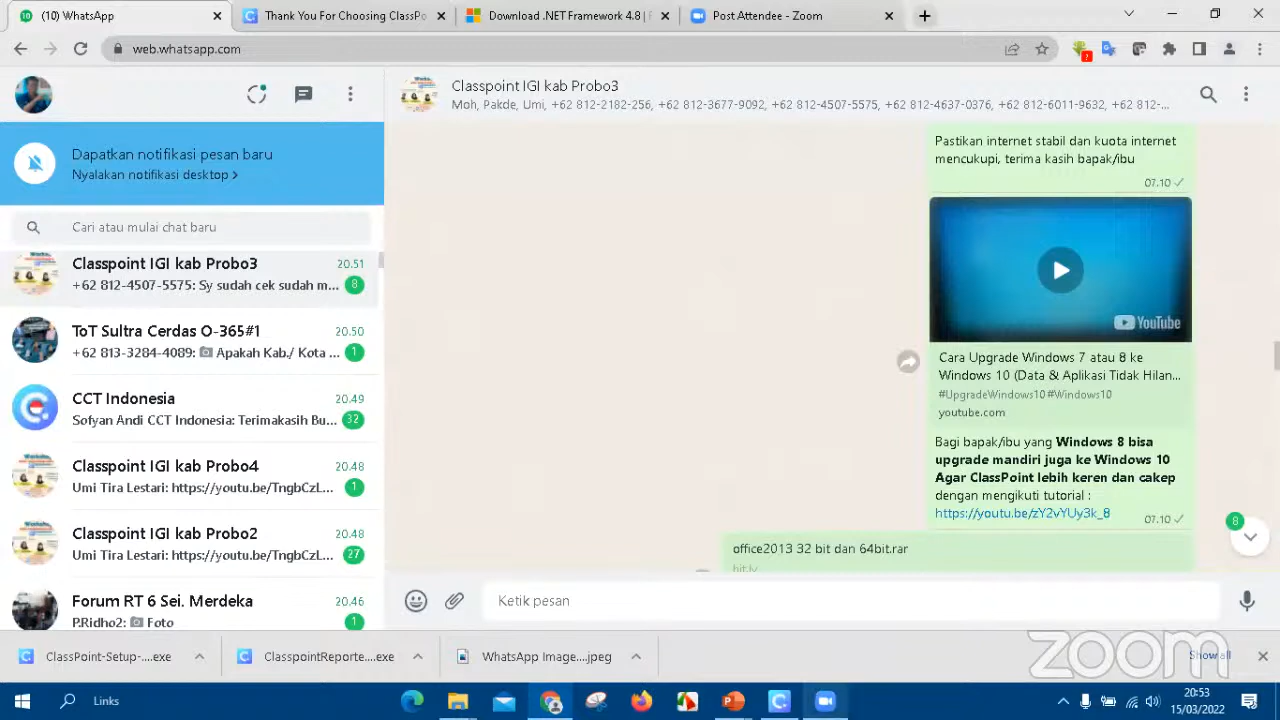 (10) WhatsApp
Thank You For Choosing ClassPo
Download .NET Framework 4.8 | F
Post Attendee - Zoom
web.whatsapp.com
Dapatkan notifikasi pesan baru
Nyalakan notifikasi desktop >
Cari atau mulai chat baru
Classpoint IGI kab Probo3
20.51
+62 812-4507-5575: Sy sudah cek sudah m...
8
ToT Sultra Cerdas O-365#1
20.50
+62 813-3284-4089: Apakah Kab./ Kota ...
1
CCT Indonesia
20.49
Sofyan Andi CCT Indonesia: Terimakasih Bu...
32
Classpoint IGI kab Probo4
20.48
Umi Tira Lestari: https://youtu.be/TngbCzL...
1
Classpoint IGI kab Probo2
20.48
Umi Tira Lestari: https://youtu.be/TngbCzL...
27
Forum RT 6 Sei. Merdeka
20.46
P.Ridho2: Foto
1
Classpoint IGI kab Probo3
Moh, Pakde, Umi, +62 812-2182-256, +62 812-3677-9092, +62 812-4507-5575, +62 812-4637-0376, +62 812-6011-9632, +62 812-...
Pastikan internet stabil dan kuota internet
mencukupi, terima kasih bapak/ibu
07.10
YouTube
Cara Upgrade Windows 7 atau 8 ke
Windows 10 (Data & Aplikasi Tidak Hilan...
#UpgradeWindows10 #Windows10
youtube.com
Bagi bapak/ibu yang Windows 8 bisa
upgrade mandiri juga ke Windows 10
Agar ClassPoint lebih keren dan cakep
dengan mengikuti tutorial :
https://youtu.be/zY2vYUy3k_8
07.10
8
office2013 32 bit dan 64bit.rar
bit.ly
Ketik pesan
ClassPoint-Setup-....exe
ClasspointReporte....exe
WhatsApp Image....jpeg
Show all
zoom
Links
20:53
15/03/2022